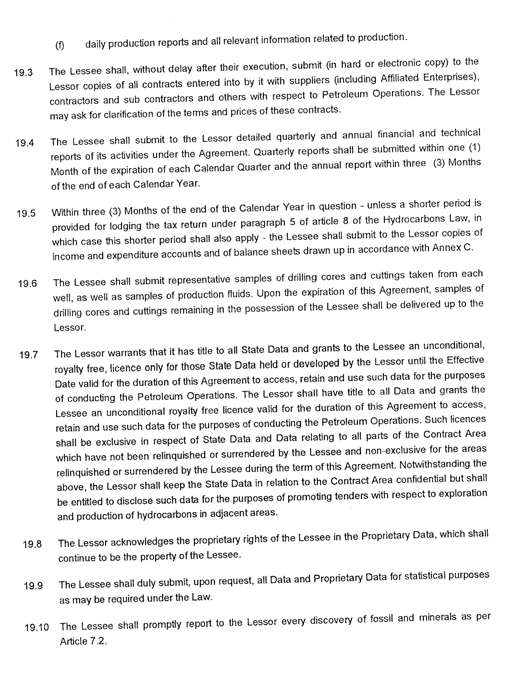 (f) daily production reports and all relevant information related to production.
19.3 The Lessee shall, without delay after their execution, submit (in hard or electronic copy) to the
Lessor copies of all contracts entered into by it with suppliers (including Affiliated Enterprises),
contractors and sub contractors and others with respect to Petroleum Operations. The Lessor
may ask for clarification of the terms and prices of these contracts.
19.4 The Lessee shall submit to the Lessor detailed quarterly and annual financial and technical
reports of its activities under the Agreement. Quarterly reports shall be submitted within one (1)
Month of the expiration of each Calendar Quarter and the annual report within three (3) Months
of the end of each Calendar Year.
19.5 Within three (3) Months of the end of the Calendar Year in question - unless a shorter period is
provided for lodging the tax return under paragraph 5 of article 8 of the Hydrocarbons Law, in
which case this shorter period shall also apply - the Lessee shall submit to the Lessor copies of
income and expenditure accounts and of balance sheets drawn up in accordance with Annex C.
19.6 The Lessee shall submit representative samples of drilling cores and cuttings taken from each
well, as well as samples of production fluids. Upon the expiration of this Agreement, samples of
drilling cores and cuttings remaining in the possession of the Lessee shall be delivered up to the
Lessor.
19.7 The Lessor warrants that it has title to all State Data and grants to the Lessee an unconditional,
royalty free, licence only for those State Data held or developed by the Lessor until the Effective
Date valid for the duration of this Agreement to access, retain and use such data for the purposes
of conducting the Petroleum Operations. The Lessor shall have title to all Data and grants the
Lessee an unconditional royalty free licence valid for the duration of this Agreement to access,
retain and use such data for the purposes of conducting the Petroleum Operations. Such licences
shall be exclusive in respect of State Data and Data relating to all parts of the Contract Area
which have not been relinquished or surrendered by the Lessee and non-exclusive for the areas
relinquished or surrendered by the Lessee during the term of this Agreement. Notwithstanding the
above, the Lessor shall keep the State Data in relation to the Contract Area confidential but shall
be entitled to disclose such data for the purposes of promoting tenders with respect to exploration
and production of hydrocarbons in adjacent areas.
19.8 The Lessor acknowledges the proprietary rights of the Lessee in the Proprietary Data, which shall
continue to be the property of the Lessee.
19.9 The Lessee shall duly submit, upon request, all Data and Proprietary Data for statistical purposes
as may be required under the Law.
19.10 The Lessee shall promptly report to the Lessor every discovery of fossil and minerals as per
Article 7.2.